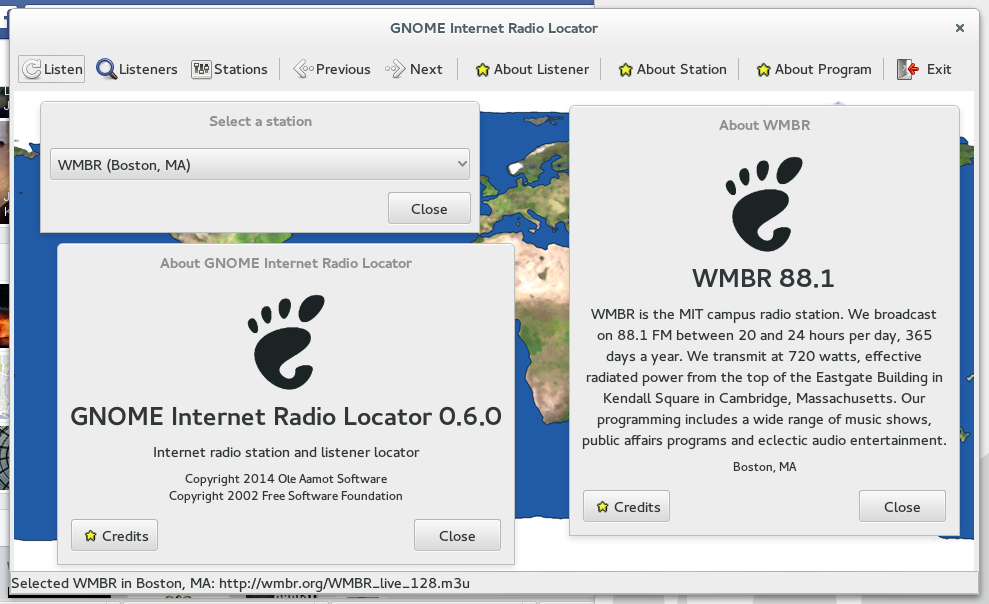 GNOME Internet Radio Locator
Listen Listeners Stations Previous Next About Listener About Station About Program Exit
Select a station
WMBR (Boston, MA)
Close
About GNOME Internet Radio Locator
GNOME Internet Radio Locator 0.6.0
Internet radio station and listener locator
Copyright 2014 Ole Aamot Software
Copyright 2002 Free Software Foundation
Credits Close
About WMBR
WMBR 88.1
WMBR is the MIT campus radio station. We broadcast
on 88.1 FM between 20 and 24 hours per day, 365
days a year. We transmit at 720 watts, effective
radiated power from the top of the Eastgate Building in
Kendall Square in Cambridge, Massachusetts. Our
programming includes a wide range of music shows,
public affairs programs and eclectic audio entertainment.
Boston, MA
Credits Close
Selected WMBR in Boston, MA: http://wmbr.org/WMBR_live_128.m3u